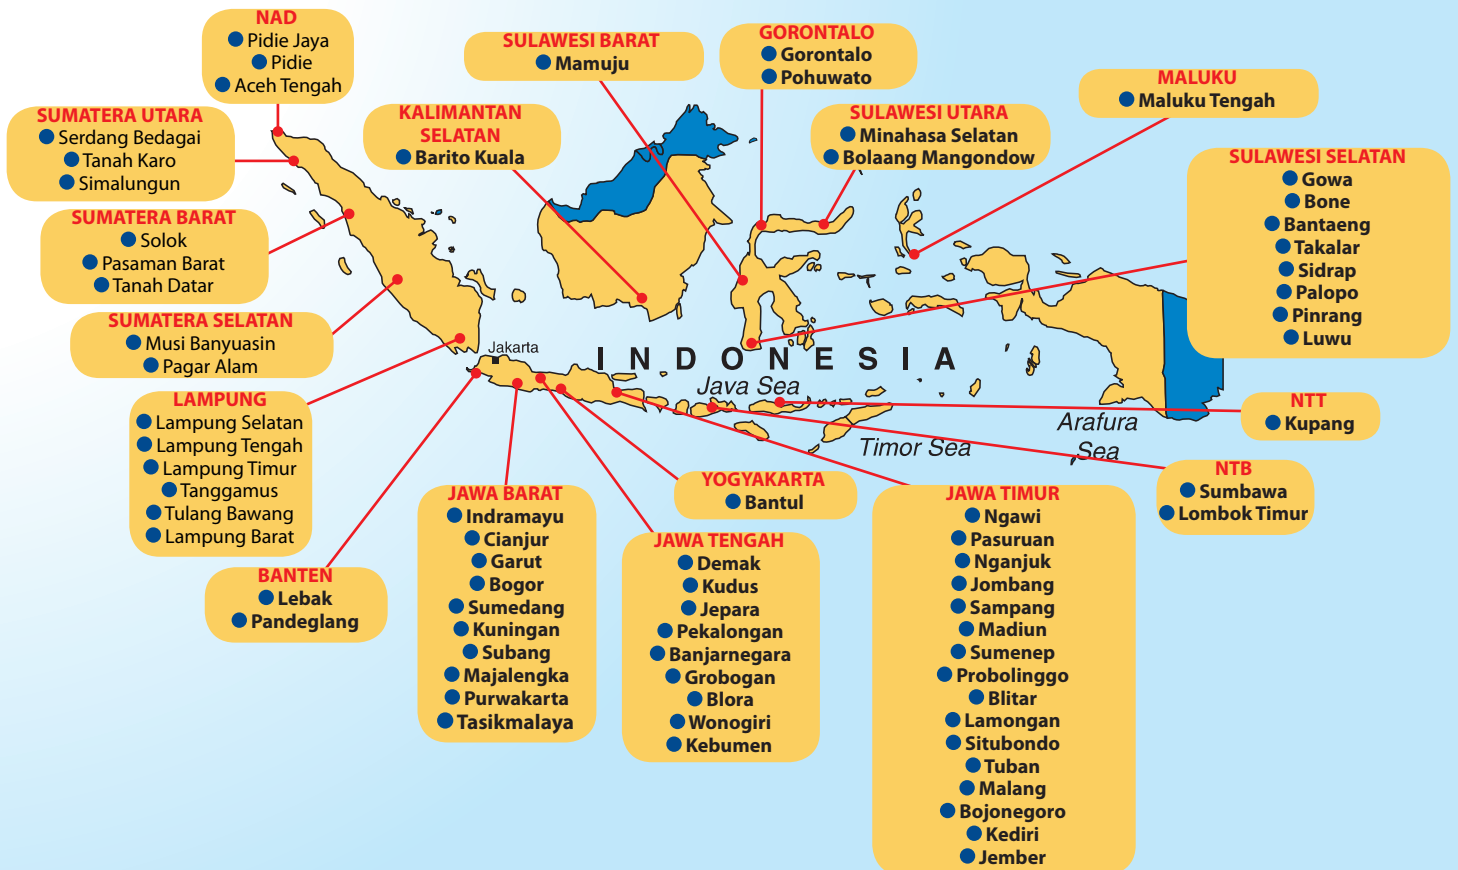 NAD
Pidie Jaya
Pidie
Aceh Tengah
SUMATERA UTARA
Serdang Bedagai
Tanah Karo
Simalungun
SUMATERA BARAT
Solok
Pasaman Barat
Tanah Datar
SUMATERA SELATAN
Musi Banyuasin
Pagar Alam
LAMPUNG
Lampung Selatan
Lampung Tengah
Lampung Timur
Tanggamus
Tulang Bawang
Lampung Barat
BANTEN
Lebak
Pandeglang
KALIMANTAN
SELATAN
Barito Kuala
SULAWESI BARAT
Mamuju
GORONTALO
Gorontalo
Pohuwato
SULAWESI UTARA
Minahasa Selatan
Bolaang Mangondow
MALUKU
Maluku Tengah
SULAWESI SELATAN
Gowa
Bone
Bantaeng
Takalar
Sidrap
Palopo
Pinrang
Luwu
Jakarta
INDONESIA
Java Sea
Timor Sea
Arafura
Sea
NTT
Kupang
NTB
Sumbawa
Lombok Timur
JAWA BARAT
Indramayu
Cianjur
Garut
Bogor
Sumedang
Kuningan
Subang
Majalengka
Purwakarta
Tasikmalaya
YOGYAKARTA
Bantul
JAWA TENGAH
Demak
Kudus
Jepara
Pekalongan
Banjarnegara
Grobogan
Blora
Wonogiri
Kebumen
JAWA TIMUR
Ngawi
Pasuruan
Nganjuk
Jombang
Sampang
Madiun
Sumenep
Probolinggo
Blitar
Lamongan
Situbondo
Tuban
Malang
Bojonegoro
Kediri
Jember